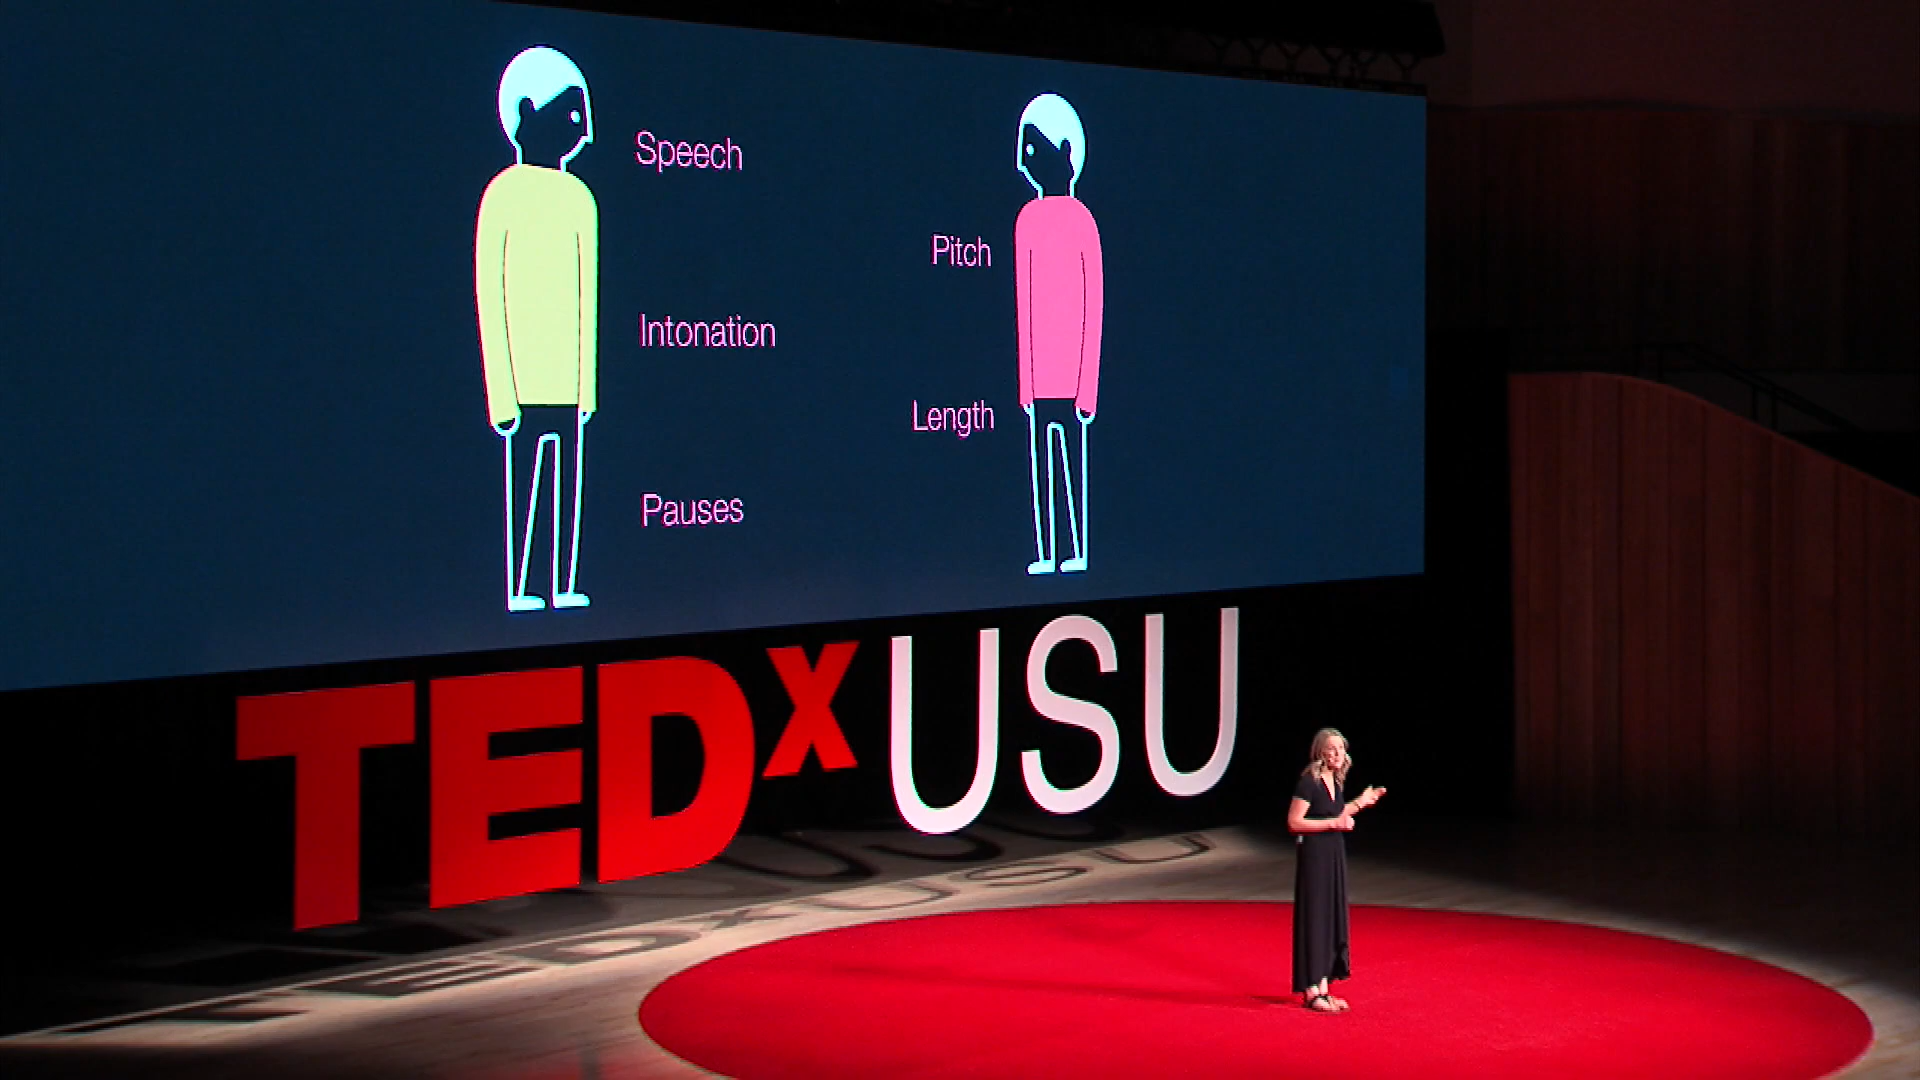 Speech
Pitch
Intonation
Length
Pauses
TEDxUSU